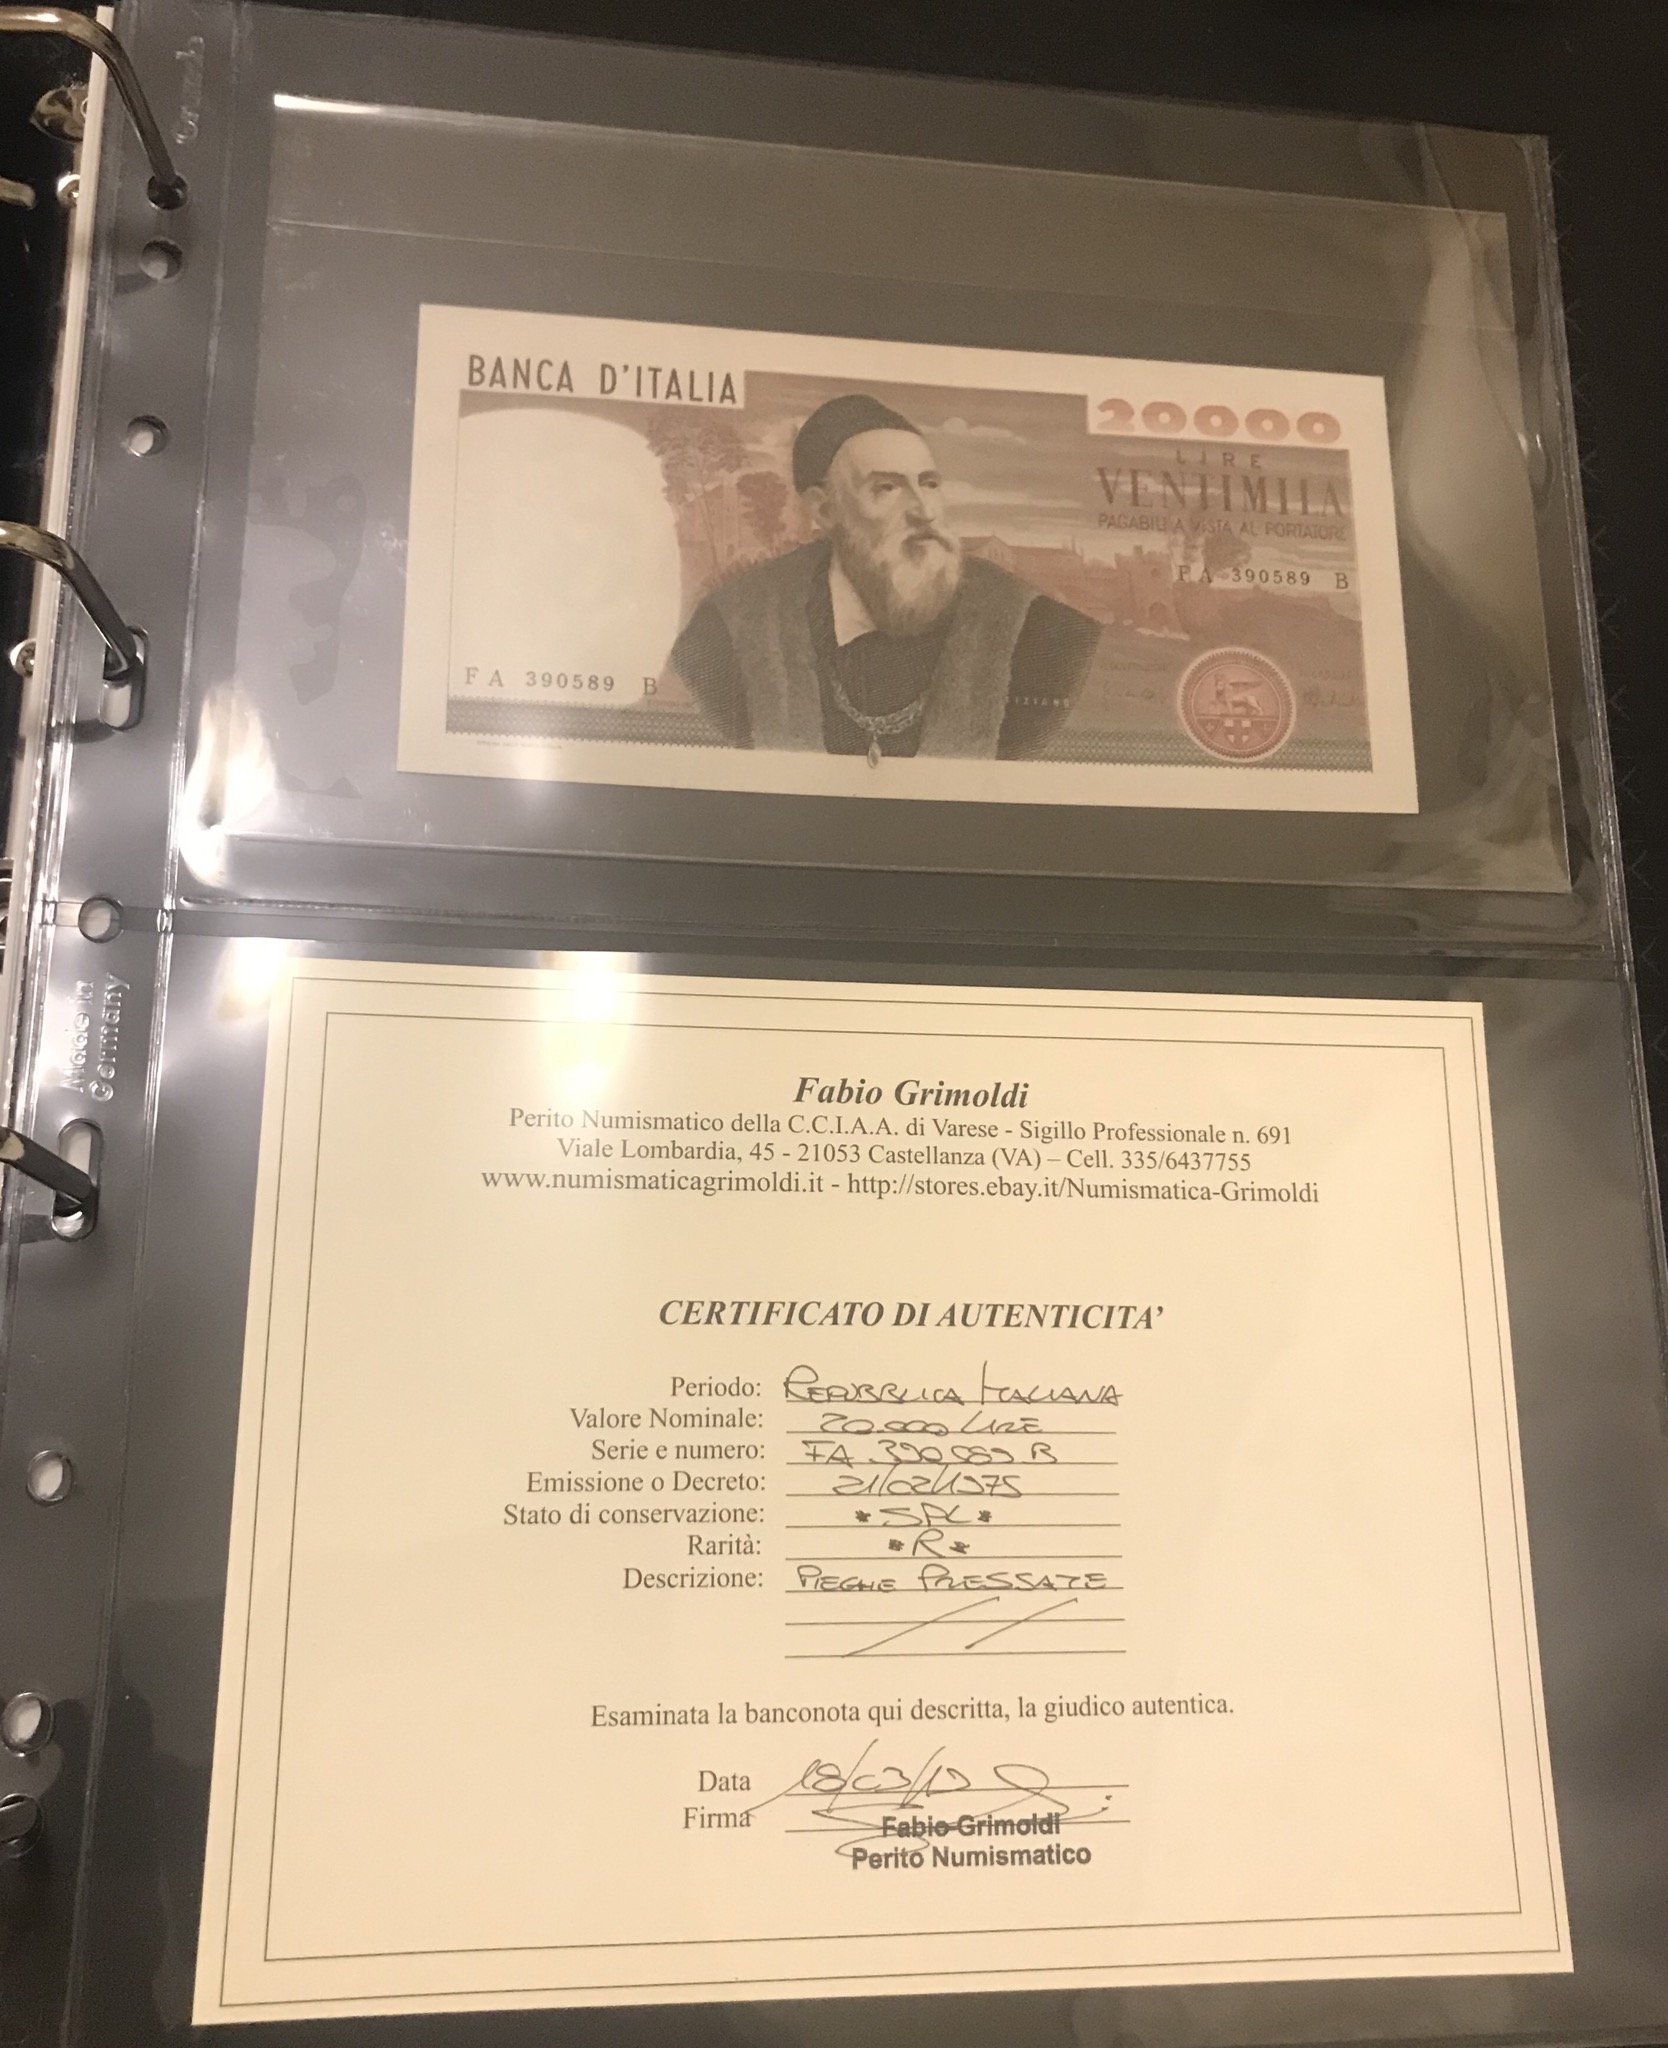 BANCA D'ITALIA
20000
LIRE
VENTIMILA
PAGABILI A VISTA AL PORTATORE
FA 390589 B
FA 390589 B
TIZIANO
Made in
Germany
Fabio Grimoldi
Perito Numismatico della C.C.I.A.A. di Varese - Sigillo Professionale n. 691
Viale Lombardia, 45 - 21053 Castellanza (VA) – Cell. 335/6437755
www.numismaticagrimoldi.it - http://stores.ebay.it/Numismatica-Grimoldi
CERTIFICATO DI AUTENTICITA’
Periodo: REPUBBLICA ITALIANA
Valore Nominale: 20.000 LIRE
Serie e numero: FA 390589 B
Emissione o Decreto: 21/02/1975
Stato di conservazione: *SPL*
Rarità: *R*
Descrizione: PIEGHE PRESSATE
Esaminata la banconota qui descritta, la giudico autentica.
Data 18/03/19
Firma
Fabio Grimoldi
Perito Numismatico